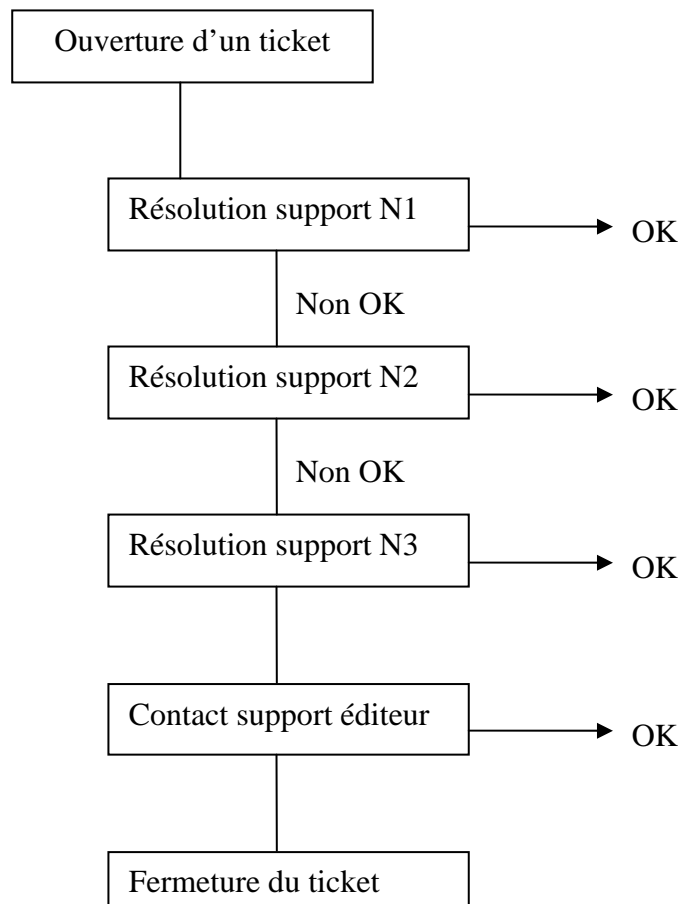 Ouverture d’un ticket
Résolution support N1
OK
Non OK
Résolution support N2
OK
Non OK
Résolution support N3
OK
Contact support éditeur
OK
Fermeture du ticket